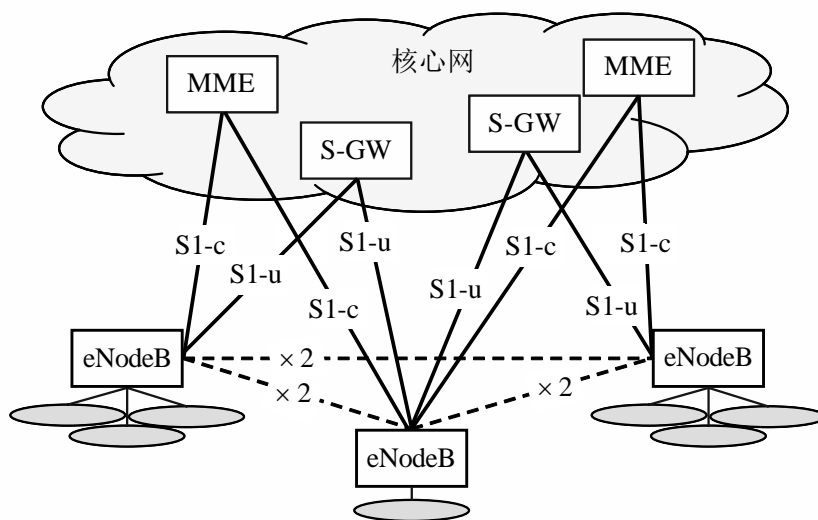 MME
核心网
MME
S-GW
S-GW
S1-c
S1-u
S1-u
S1-c
S1-u
S1-c
S1-c
S1-u
eNodeB
×2
×2
×2
eNodeB
eNodeB